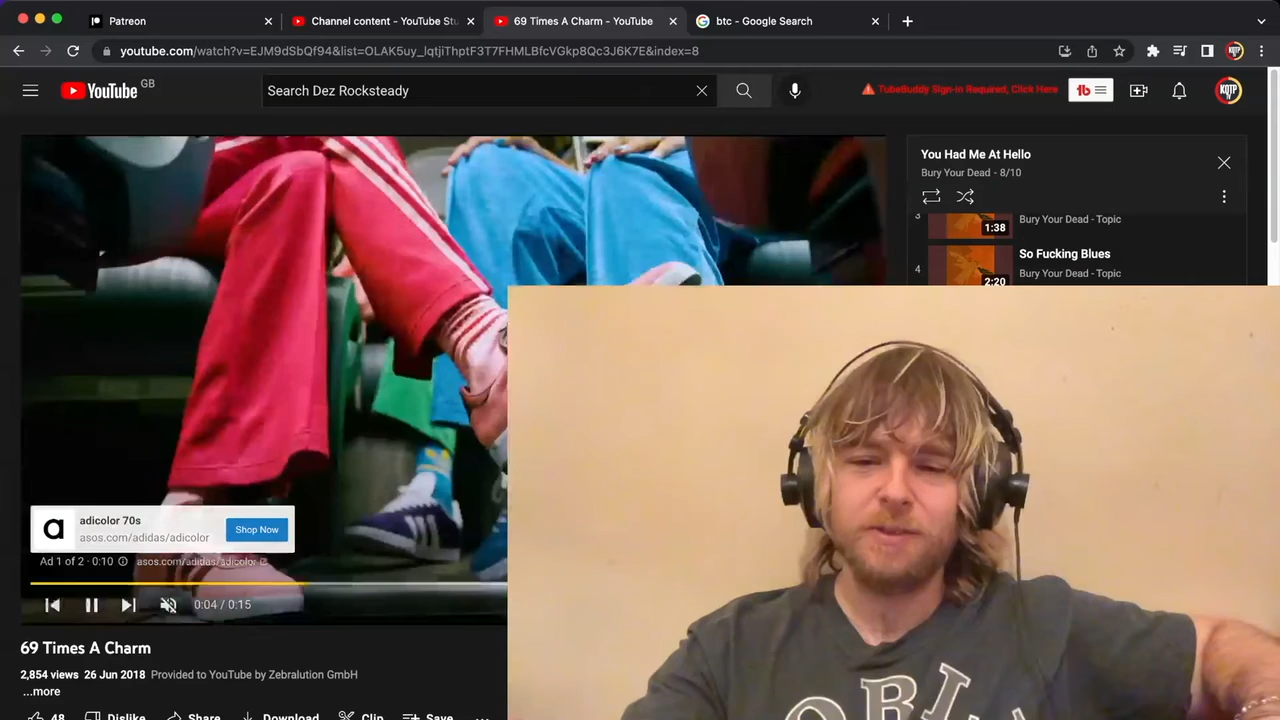 Patreon
Channel content - YouTube Stu
69 Times A Charm - YouTube
btc - Google Search
youtube.com/watch?v=EJM9dSbQf94&list=OLAK5uy_lqtjiThptF3T7FHMLBfcVGkp8Qc3J6K7E&index=8
YouTube GB
Search Dez Rocksteady
TubeBuddy Sign-In Required, Click Here
tb
KQTP
You Had Me At Hello
Bury Your Dead - 8/10
3
Bury Your Dead - Topic
1:38
So Fucking Blues
4
Bury Your Dead - Topic
2:20
a
adicolor 70s
asos.com/adidas/adicolor
Shop Now
Ad 1 of 2 · 0:10
asos.com/adidas/adicolor
0:04 / 0:15
69 Times A Charm
2,854 views 26 Jun 2018 Provided to YouTube by Zebralution GmbH
...more
48
Dislike
Share
Download
Clip
Save